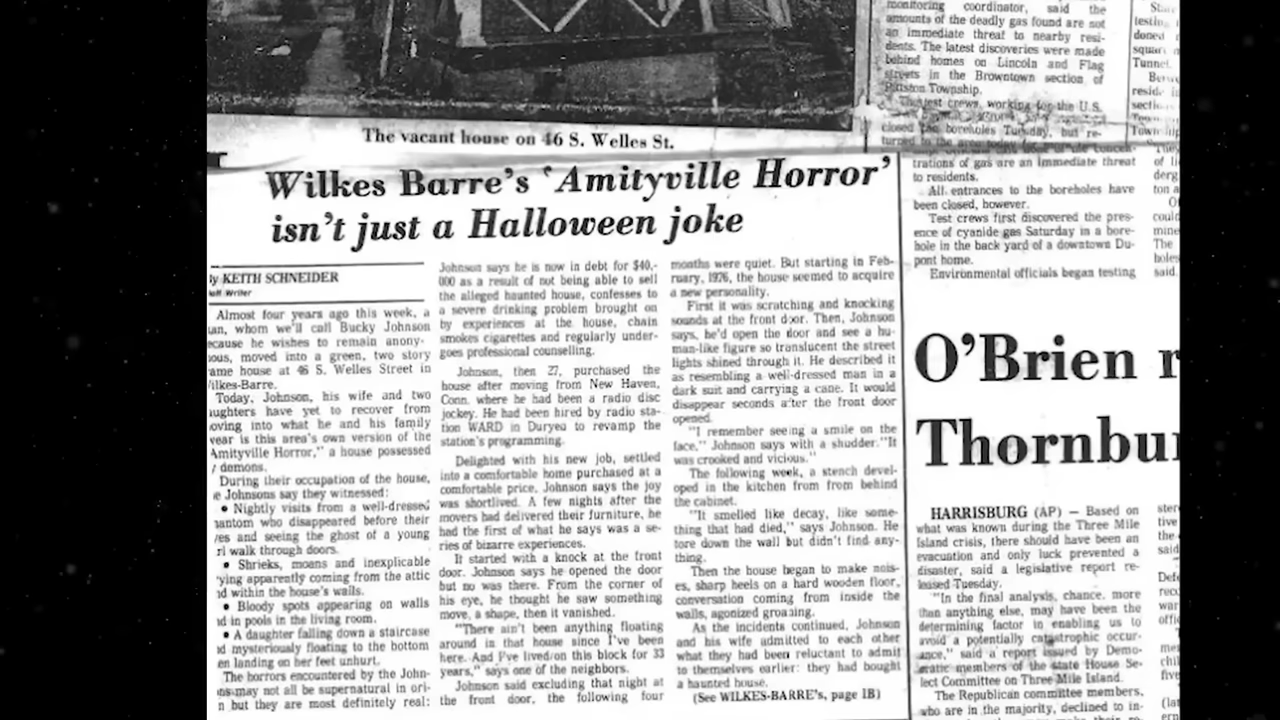 The vacant house on 46 S. Welles St.
Wilkes Barre's 'Amityville Horror'
isn't just a Halloween joke
by KEITH SCHNEIDER
Writer
Almost four years ago this week, a
an, whom we'll call Bucky Johnson
ecause he wishes to remain anony-
ous, moved into a green, two story
ame house at 46 S. Welles Street in
ilkes-Barre.
Today, Johnson, his wife and two
aughters have yet to recover from
oving into what he and his family
wear is this area's own version of the
Amityville Horror," a house possessed
demons.
During their occupation of the house,
e Johnsons say they witnessed:
• Nightly visits from a well-dressed
antom who disappeared before their
es and seeing the ghost of a young
rl walk through doors.
• Shrieks, moans and inexplicable
ying apparently coming from the attic
d within the house's walls.
• Bloody spots appearing on walls
d in pools in the living room.
• A daughter falling down a staircase
d mysteriously floating to the bottom
en landing on her feet unhurt.
The horrors encountered by the John-
ns may not all be supernatural in ori-
n but they are most definitely real:
Johnson says he is now in debt for $40,-
000 as a result of not being able to sell
the alleged haunted house, confesses to
a severe drinking problem brought on
by experiences at the house, chain
smokes cigarettes and regularly under-
goes professional counselling.
Johnson, then 27, purchased the
house after moving from New Haven,
Conn. where he had been a radio disc
jockey. He had been hired by radio sta-
tion WARD in Duryea to revamp the
station's programming.
Delighted with his new job, settled
into a comfortable home purchased at a
comfortable price, Johnson says the joy
was shortlived. A few nights after the
movers had delivered their furniture, he
had the first of what he says was a se-
ries of bizarre experiences.
It started with a knock at the front
door. Johnson says he opened the door
but no was there. From the corner of
his eye, he thought he saw something
move, a shape, then it vanished.
"There ain't been anything floating
around in that house since I've been
here. And I've lived on this block for 33
years," says one of the neighbors.
Johnson said excluding that night at
the front door, the following four
months were quiet. But starting in Feb-
ruary, 1976, the house seemed to acquire
a new personality.
First it was scratching and knocking
sounds at the front door. Then, Johnson
says, he'd open the door and see a hu-
man-like figure so translucent the street
lights shined through it. He described it
as resembling a well-dressed man in a
dark suit and carrying a cane. It would
disappear seconds after the front door
opened.
"I remember seeing a smile on the
face," Johnson says with a shudder. "It
was crooked and vicious."
The following week, a stench devel-
oped in the kitchen from from behind
the cabinet.
"It smelled like decay, like some-
thing that had died," says Johnson. He
tore down the wall but didn't find any-
thing.
Then the house began to make nois-
es, sharp heels on a hard wooden floor,
conversation coming from inside the
walls, agonized groaning.
As the incidents continued, Johnson
and his wife admitted to each other
what they had been reluctant to admit
to themselves earlier: they had bought
a haunted house.
(See WILKES-BARRE's, page 1B)
monitoring coordinator, said the
amounts of the deadly gas found are not
an immediate threat to nearby resi-
dents. The latest discoveries were made
behind homes on Lincoln and Flag
streets in the Browntown section of
Pittston Township.
The test crews, working for the U.S.
closed the boreholes Tuesday, but re-
turned to the area today
trations of gas are an immediate threat
to residents.
All entrances to the boreholes have
been closed, however.
Test crews first discovered the pres-
ence of cyanide gas Saturday in a bore-
hole in the back yard of a downtown Du-
pont home.
Environmental officials began testing
O'Brien r
Thornbu
HARRISBURG (AP) — Based on
what was known during the Three Mile
Island crisis, there should have been an
evacuation and only luck prevented a
disaster, said a legislative report re-
leased Tuesday.
"In the final analysis, chance, more
than anything else, may have been the
determining factor in enabling us to
avoid a potentially catastrophic occur-
ance," said a report issued by Demo-
cratic members of the state House Se-
lect Committee on Three Mile Island.
The Republican committee members,
who are in the majority, declined to in-